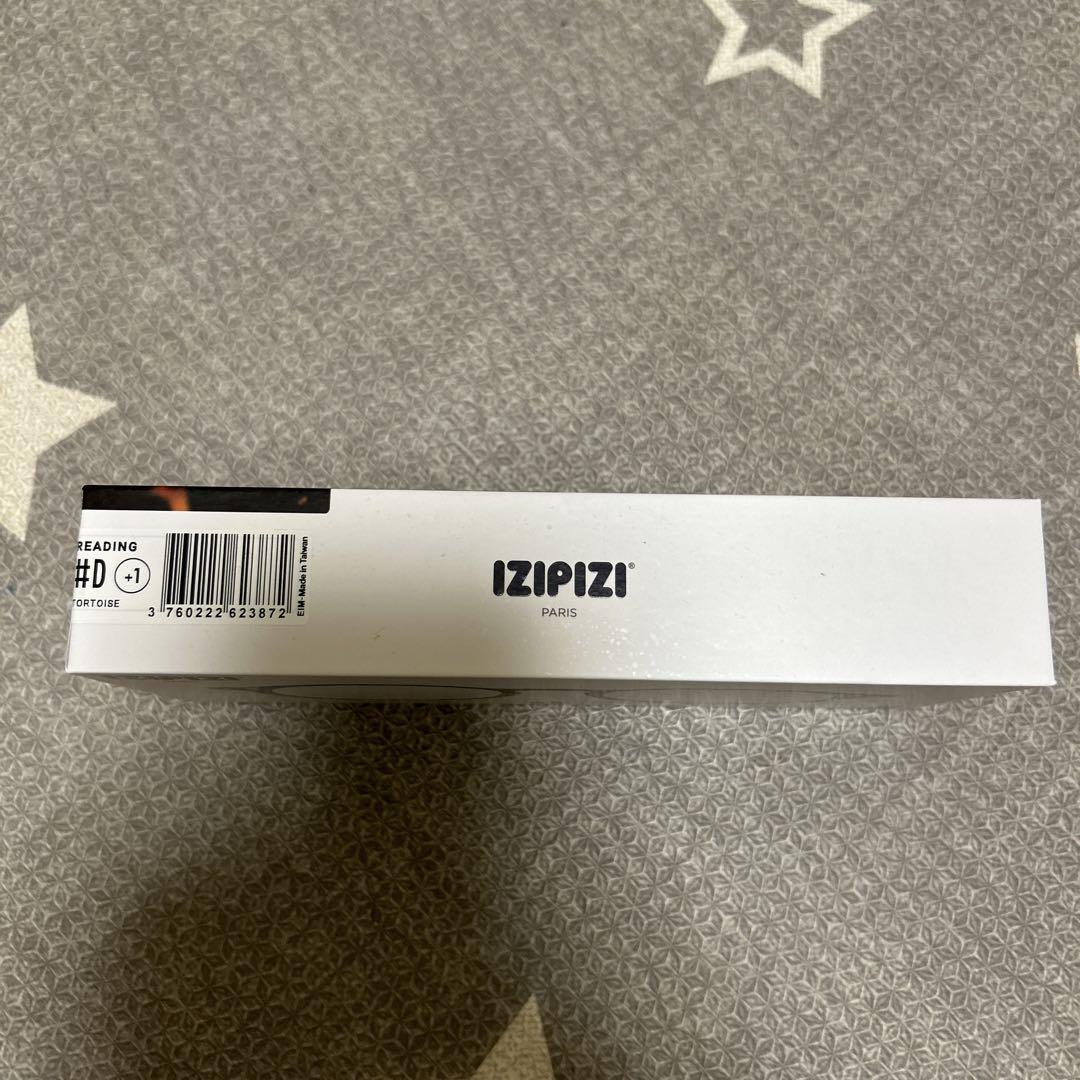 READING
#D +1
TORTOISE
3 760222 623872
EIM-Made in Taiwan
IZIPIZI®
PARIS